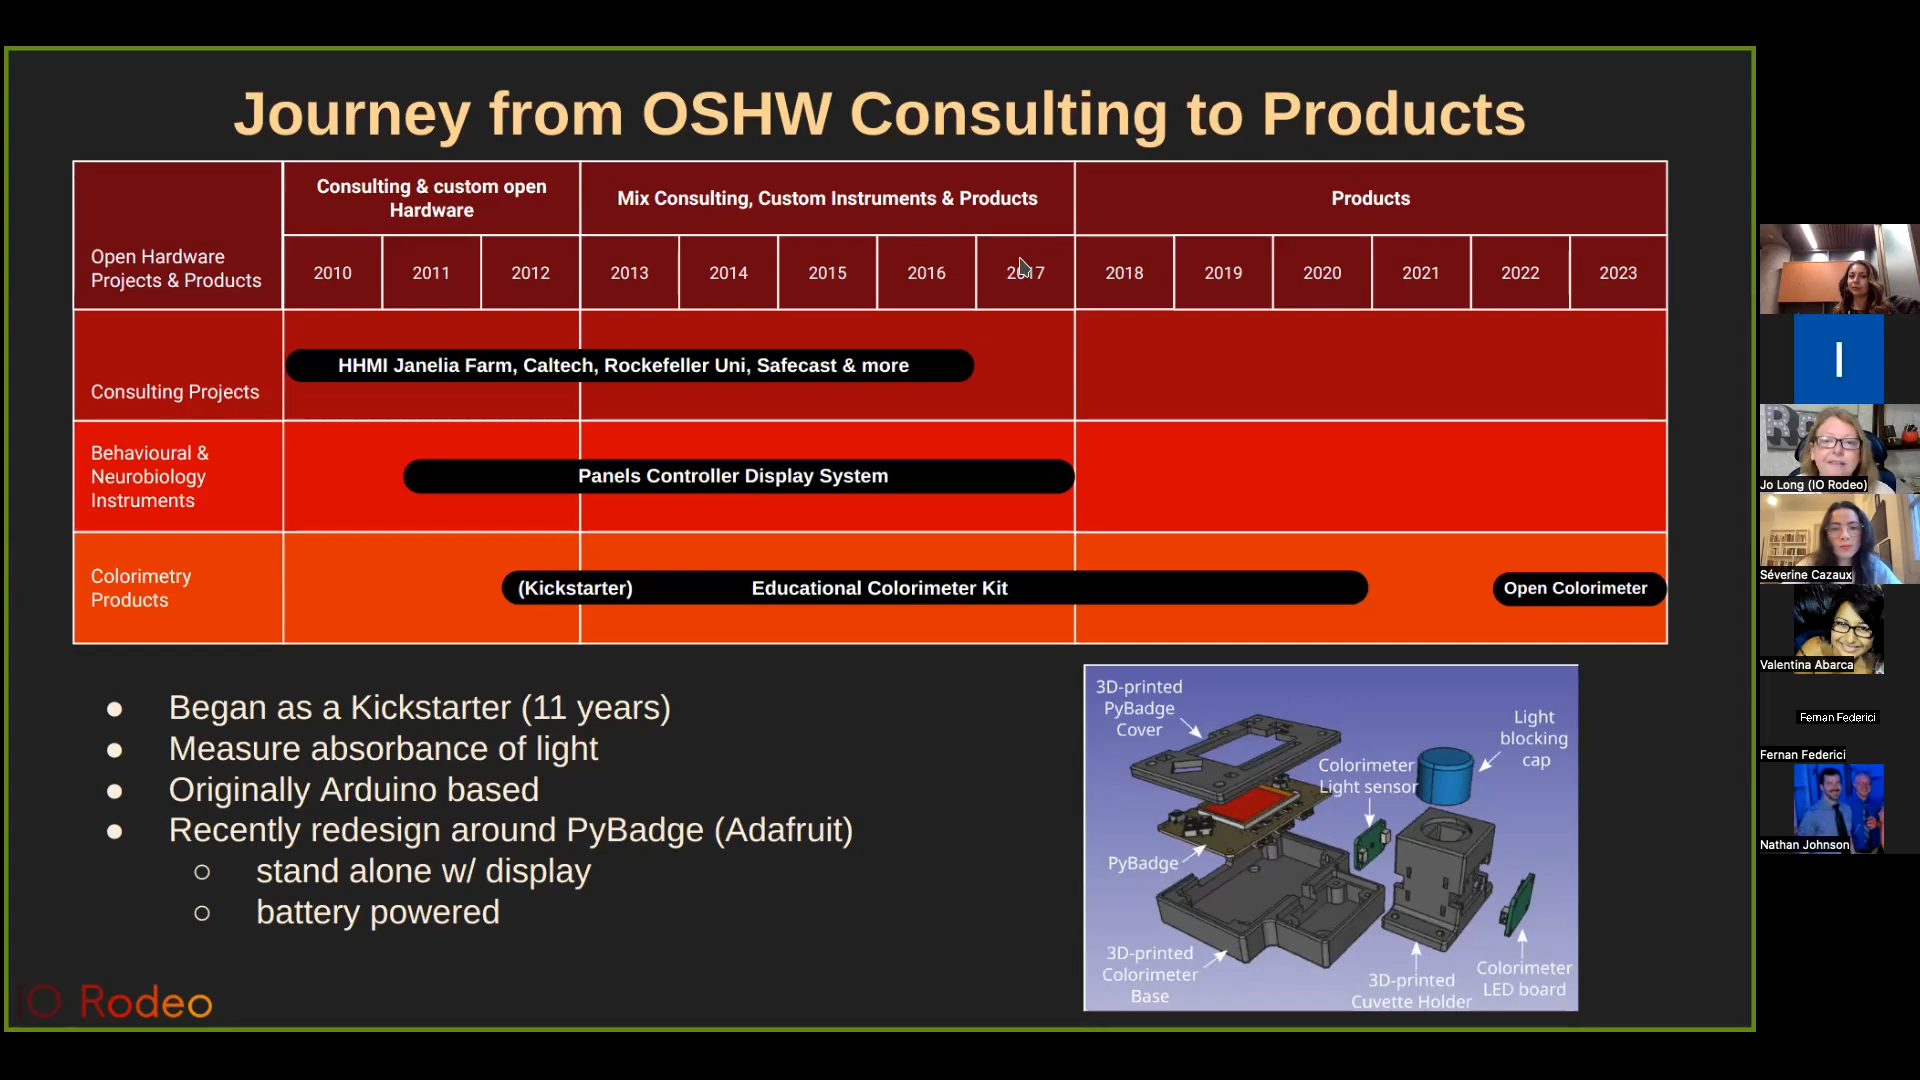 Journey from OSHW Consulting to Products
Open Hardware
Projects & Products
Consulting & custom open
Hardware
Mix Consulting, Custom Instruments & Products
Products
2010 2011 2012 2013 2014 2015 2016 2017 2018 2019 2020 2021 2022 2023
Consulting Projects
HHMI Janelia Farm, Caltech, Rockefeller Uni, Safecast & more
Behavioural &
Neurobiology
Instruments
Panels Controller Display System
Colorimetry
Products
(Kickstarter) Educational Colorimeter Kit
Open Colorimeter
● Began as a Kickstarter (11 years)
● Measure absorbance of light
● Originally Arduino based
● Recently redesign around PyBadge (Adafruit)
○ stand alone w/ display
○ battery powered
3D-printed
PyBadge
Cover
Light
blocking
cap
Colorimeter
Light sensor
PyBadge
3D-printed
Colorimeter
Base
3D-printed
Cuvette Holder
Colorimeter
LED board
IO Rodeo
I
R
Jo Long (IO Rodeo)
Séverine Cazaux
Valentina Abarca
Fernan Federici
Fernan Federici
Nathan Johnson